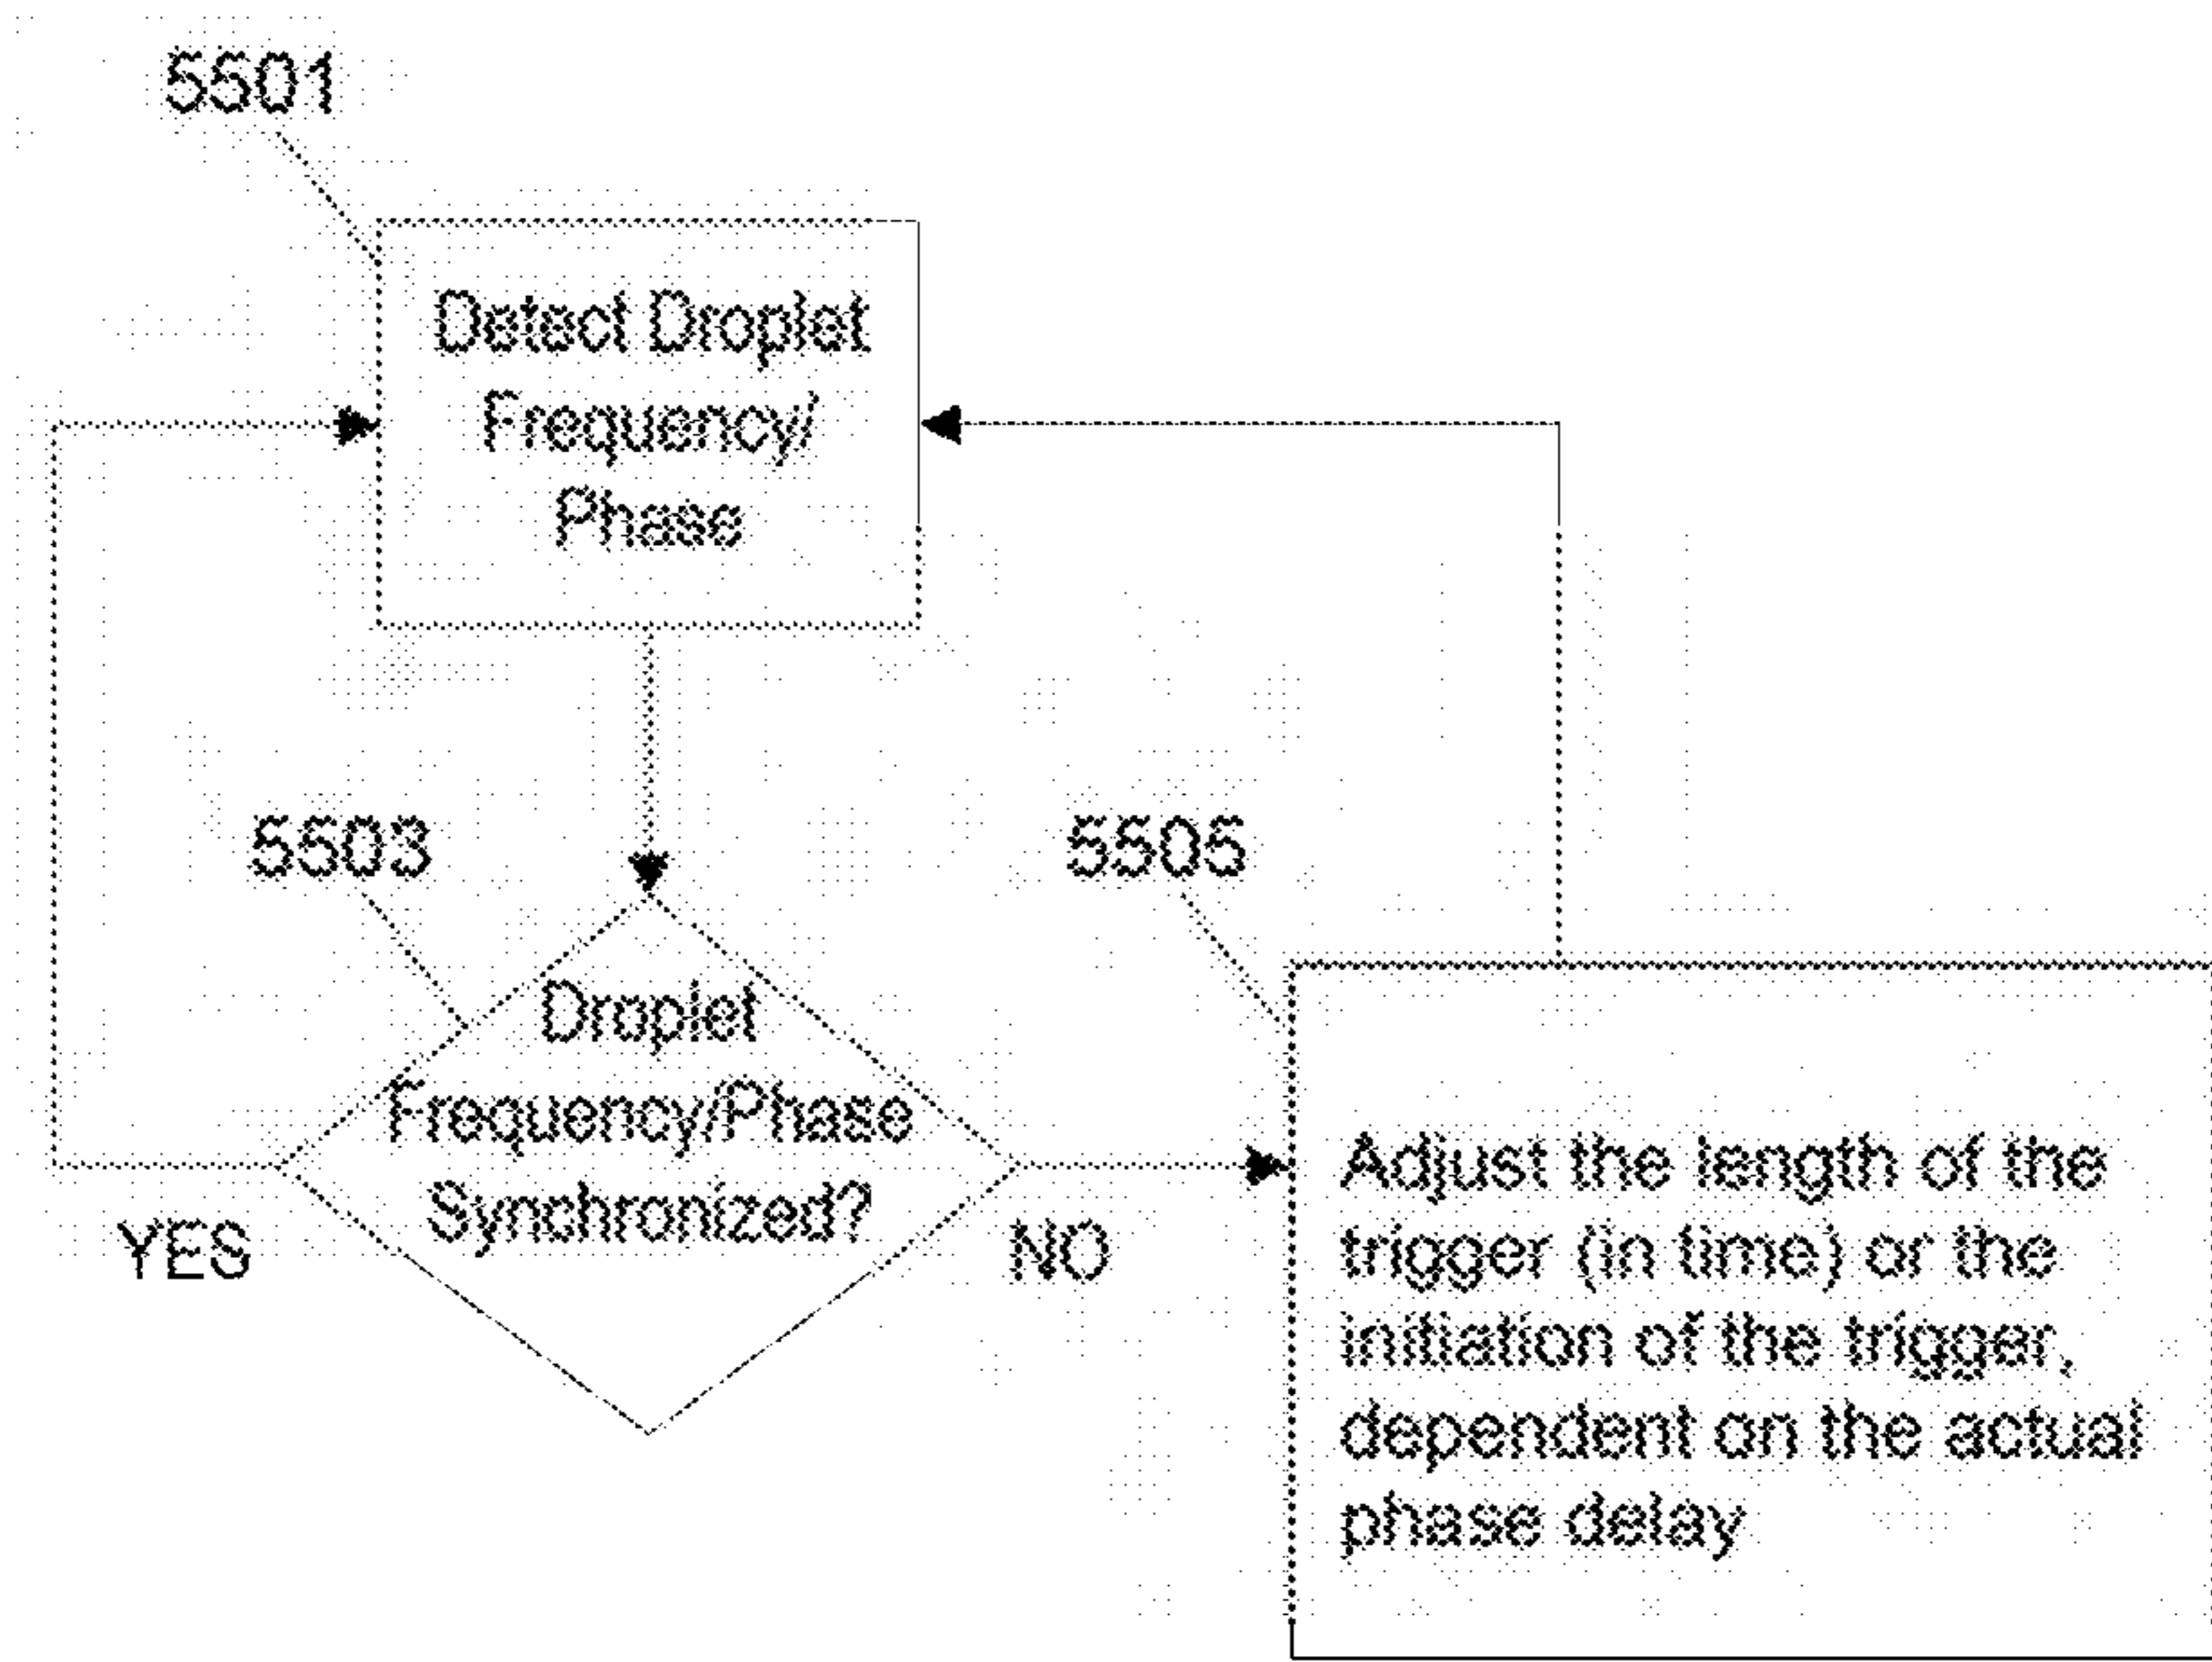 5501
Detect Droplet
Frequency/
Phase
5503
5505
Droplet
Frequency/Phase
Synchronized?
YES
NO
Adjust the length of the
trigger (in time) or the
initiation of the trigger,
dependent on the actual
phase delay